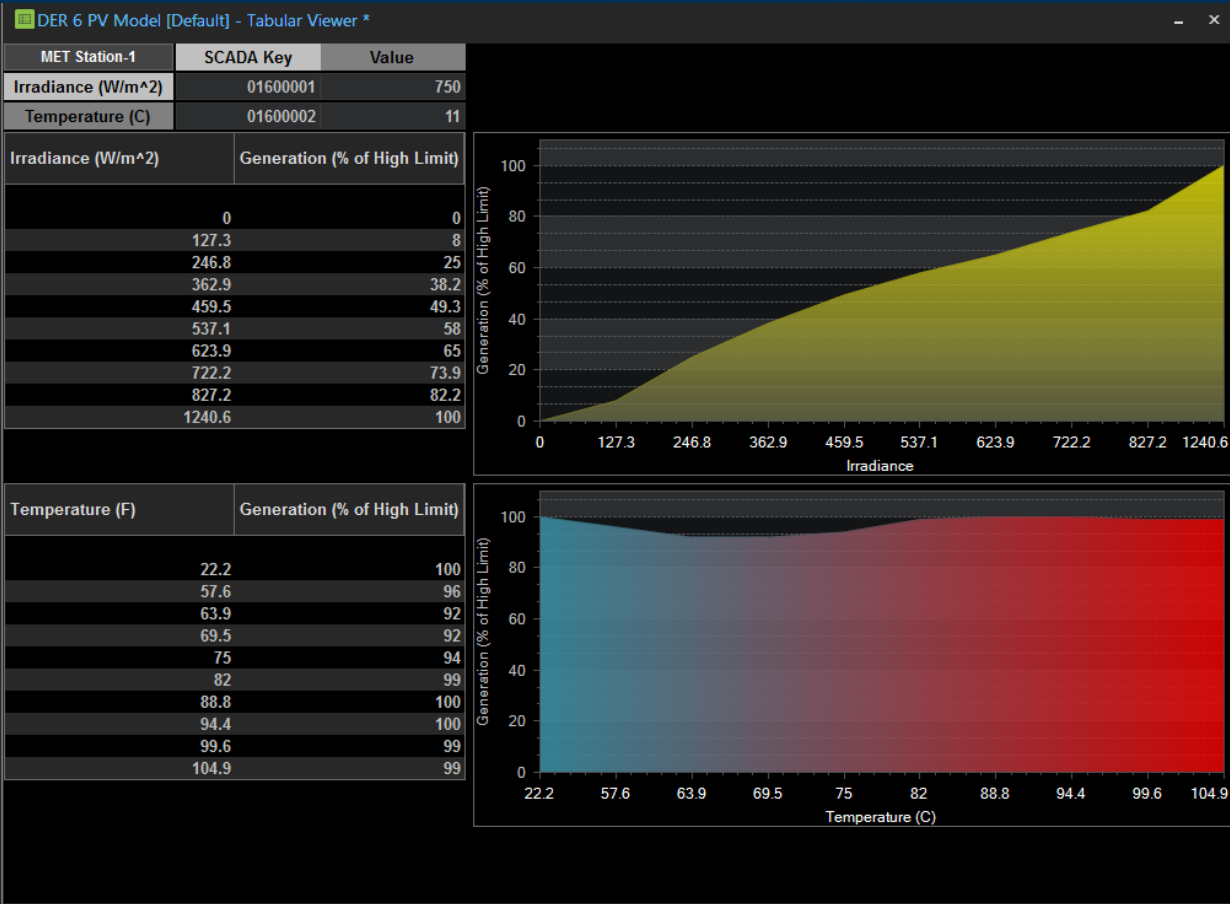 DER 6 PV Model [Default] - Tabular Viewer *
MET Station-1 SCADA Key Value
Irradiance (W/m^2) 01600001 750
Temperature (C) 01600002 11
Irradiance (W/m^2) Generation (% of High Limit)
0 0
127.3 8
246.8 25
362.9 38.2
459.5 49.3
537.1 58
623.9 65
722.2 73.9
827.2 82.2
1240.6 100
Generation (% of High Limit)
100
80
60
40
20
0
0 127.3 246.8 362.9 459.5 537.1 623.9 722.2 827.2 1240.6
Irradiance
Temperature (F) Generation (% of High Limit)
22.2 100
57.6 96
63.9 92
69.5 92
75 94
82 99
88.8 100
94.4 100
99.6 99
104.9 99
Generation (% of High Limit)
100
80
60
40
20
0
22.2 57.6 63.9 69.5 75 82 88.8 94.4 99.6 104.9
Temperature (C)